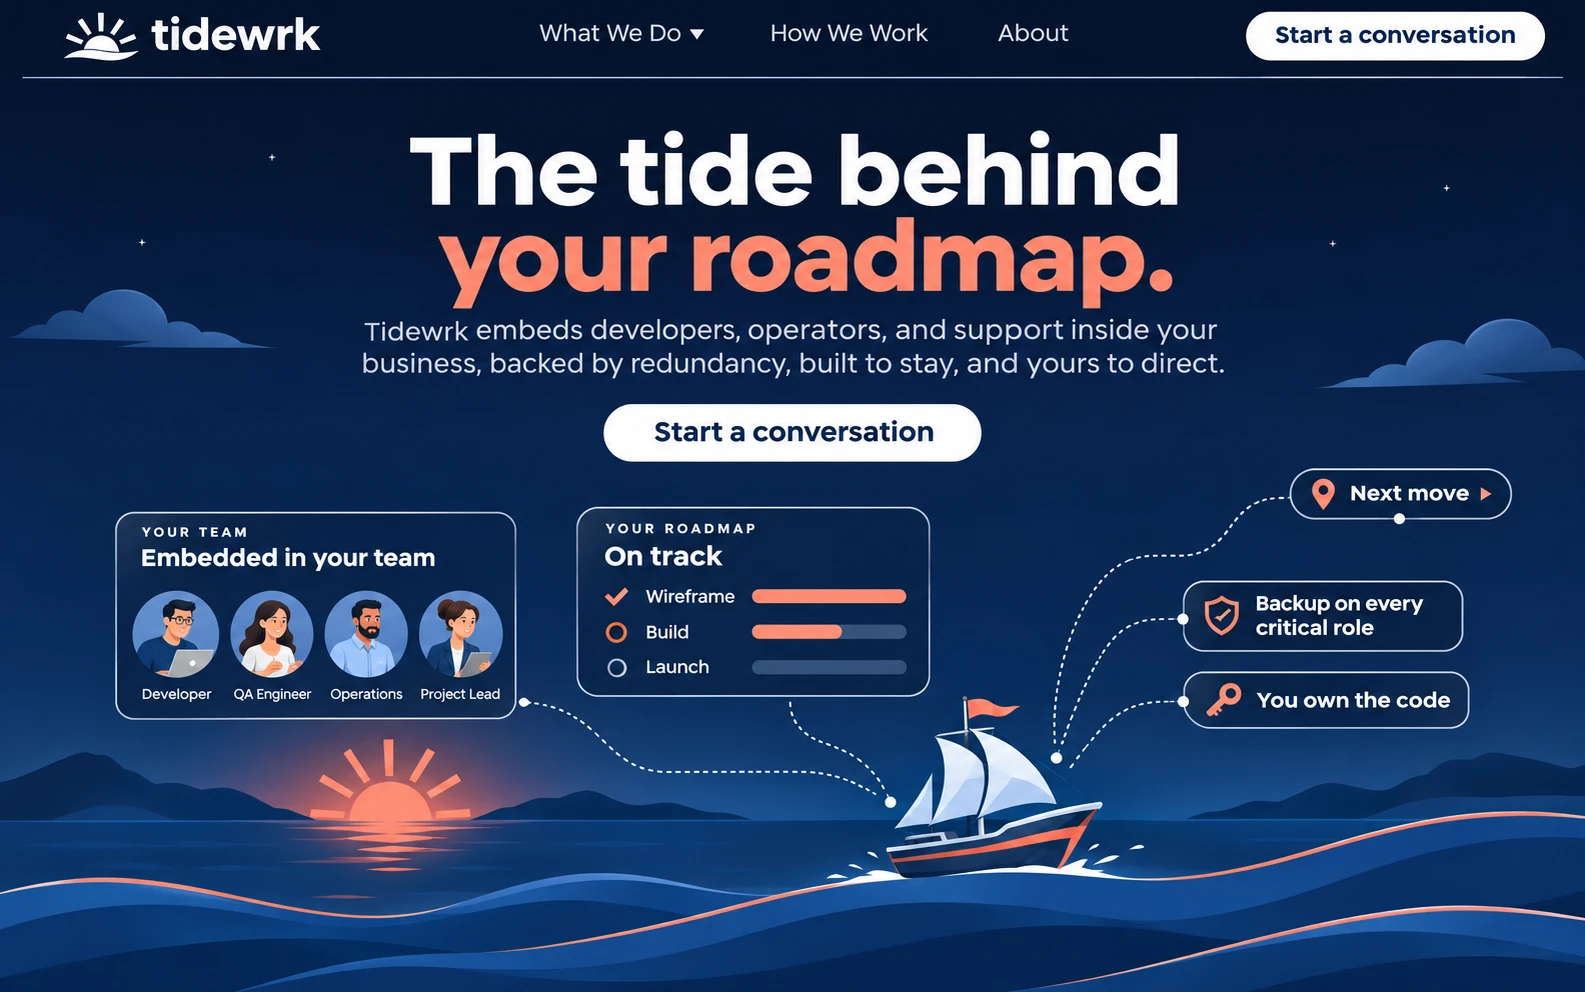 tidewrk
What We Do
How We Work
About
Start a conversation
The tide behind
your roadmap.
Tidewrk embeds developers, operators, and support inside your
business, backed by redundancy, built to stay, and yours to direct.
Start a conversation
YOUR TEAM
Embedded in your team
Developer
QA Engineer
Operations
Project Lead
YOUR ROADMAP
On track
Wireframe
Build
Launch
Next move
Backup on every
critical role
You own the code